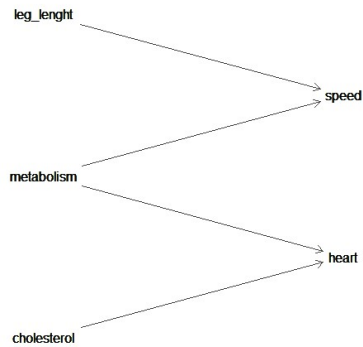 leg_lenght
speed
metabolism
heart
cholesterol